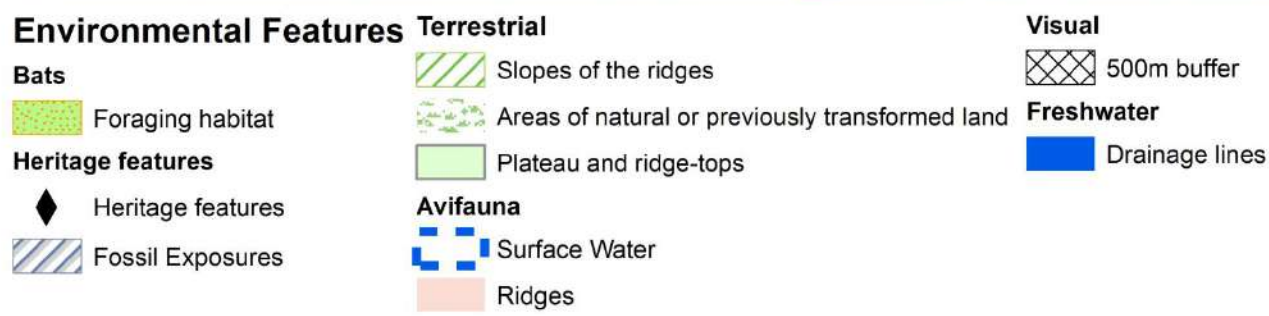 Environmental Features
Bats
Foraging habitat
Heritage features
Heritage features
Fossil Exposures
Terrestrial
Slopes of the ridges
Areas of natural or previously transformed land
Plateau and ridge-tops
Avifauna
Surface Water
Ridges
Visual
500m buffer
Freshwater
Drainage lines